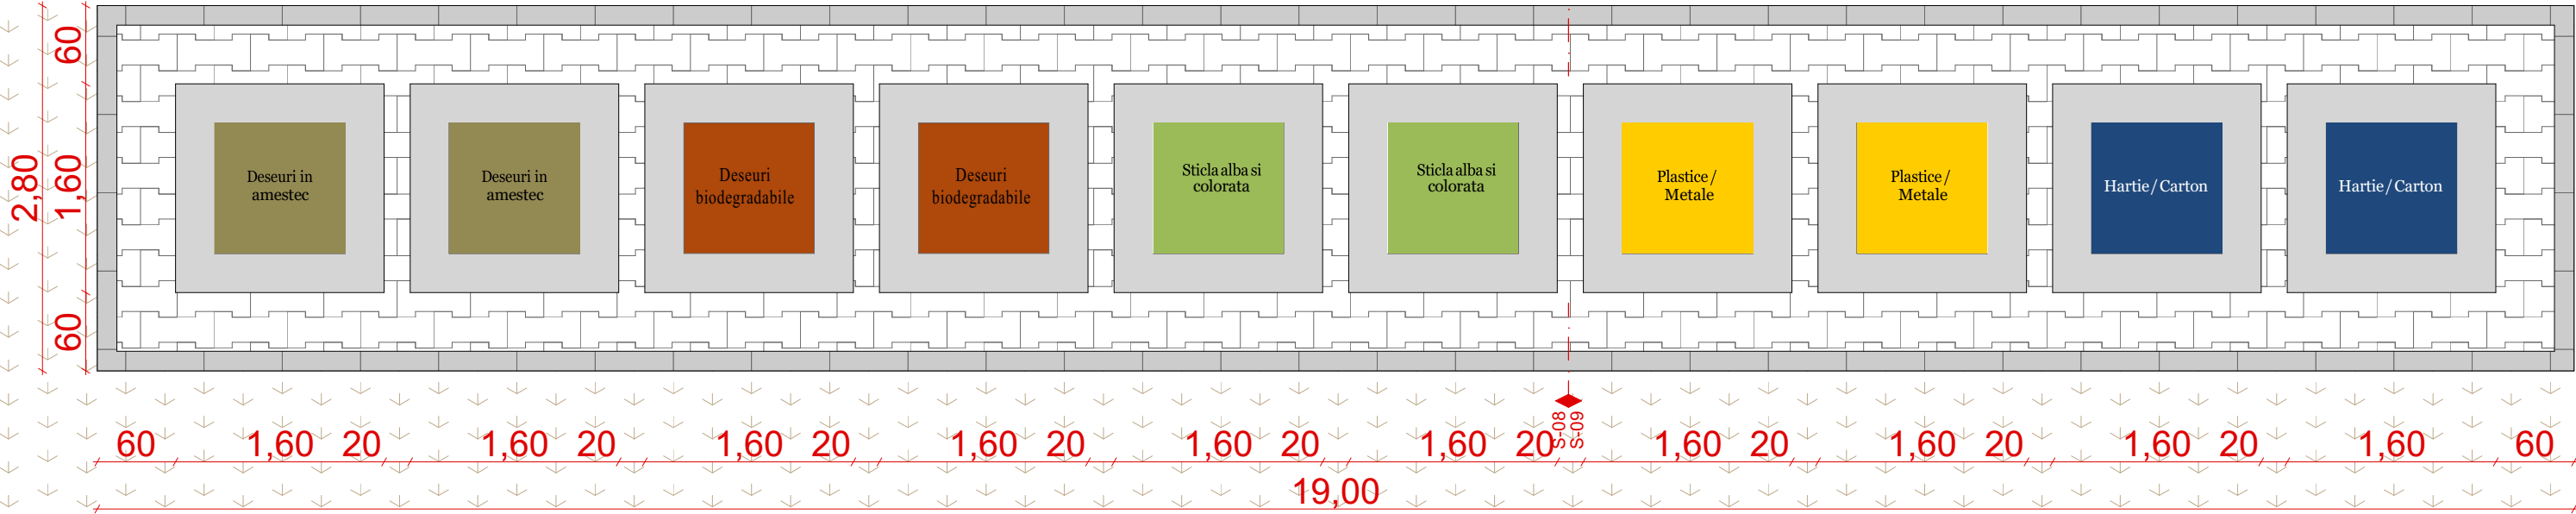 60
1,60
60
2,80
Deseuri in
amestec
Deseuri in
amestec
Deseuri
biodegradabile
Deseuri
biodegradabile
Sticla alba si
colorata
Sticla alba si
colorata
Plastice /
Metale
Plastice /
Metale
Hartie / Carton
Hartie / Carton
S-08
S-09
60 1,60 20 1,60 20 1,60 20 1,60 20 1,60 20 1,60 20 1,60 20 1,60 20 1,60 20 1,60 60
19,00